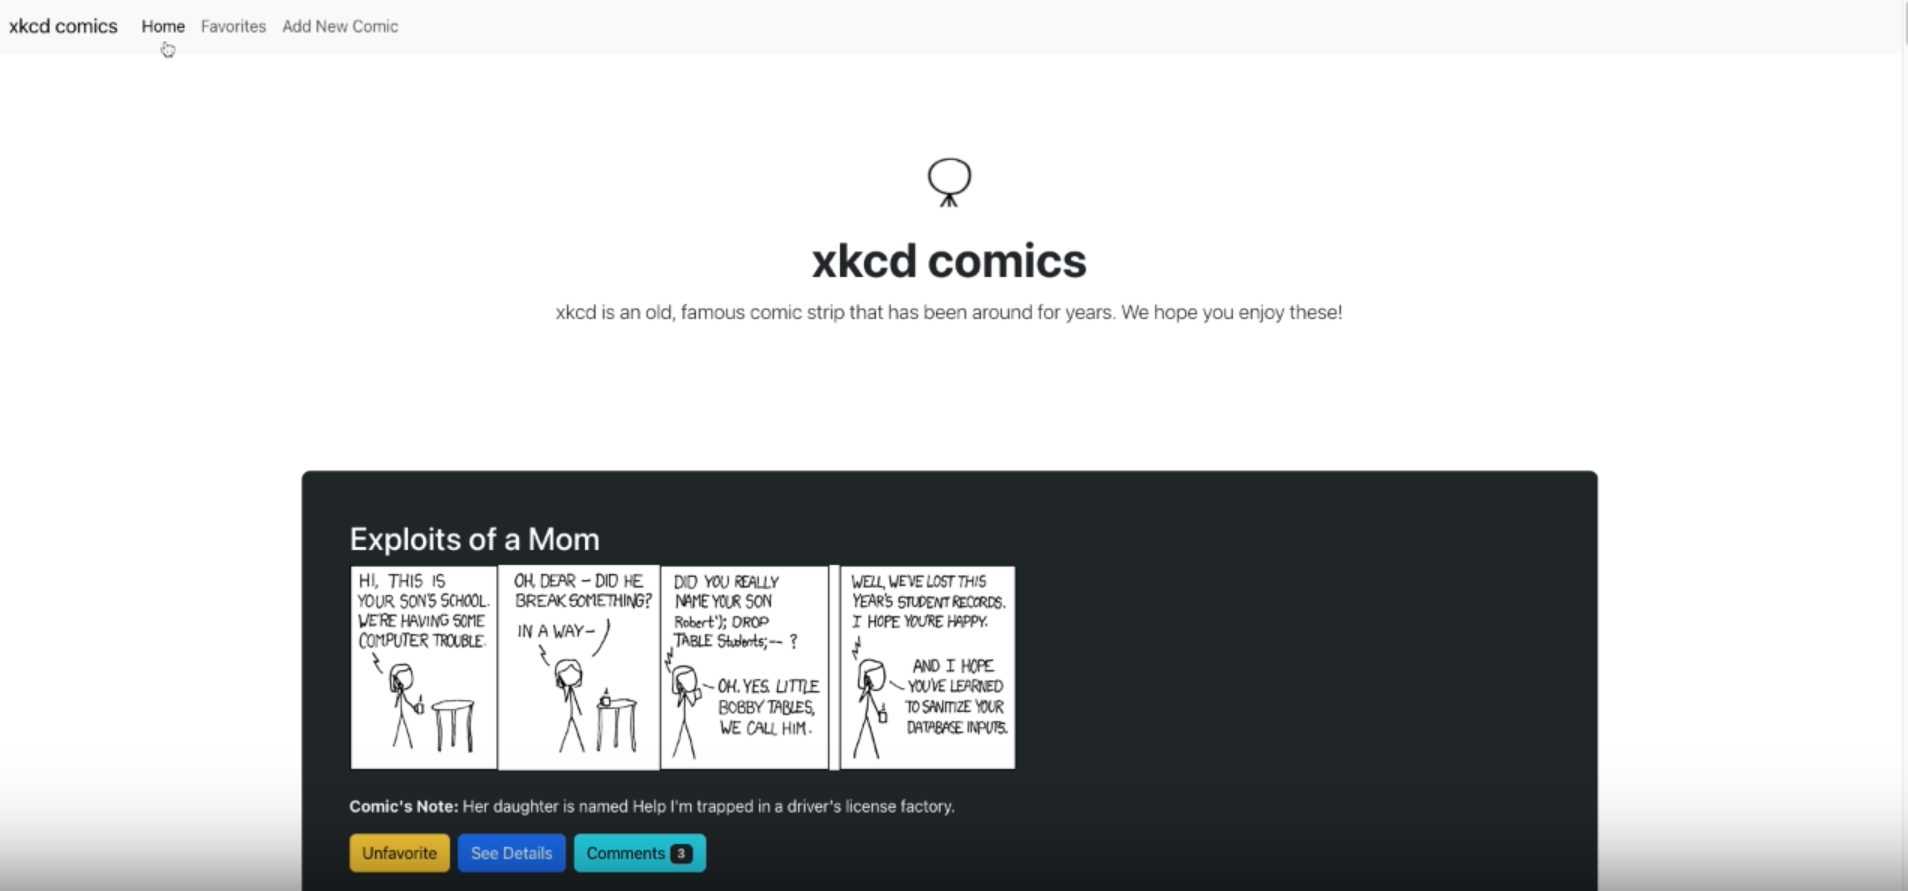 xkcd comics Home Favorites Add New Comic
xkcd comics
xkcd is an old, famous comic strip that has been around for years. We hope you enjoy these!
Exploits of a Mom
HI, THIS IS
YOUR SON'S SCHOOL.
WE'RE HAVING SOME
COMPUTER TROUBLE.
OH, DEAR – DID HE
BREAK SOMETHING?
IN A WAY–
DID YOU REALLY
NAME YOUR SON
Robert'); DROP
TABLE Students;-- ?
OH. YES. LITTLE
BOBBY TABLES,
WE CALL HIM.
WELL, WE'VE LOST THIS
YEAR'S STUDENT RECORDS.
I HOPE YOU'RE HAPPY.
AND I HOPE
YOU'VE LEARNED
TO SANITIZE YOUR
DATABASE INPUTS.
Comic's Note: Her daughter is named Help I'm trapped in a driver's license factory.
Unfavorite See Details Comments 3